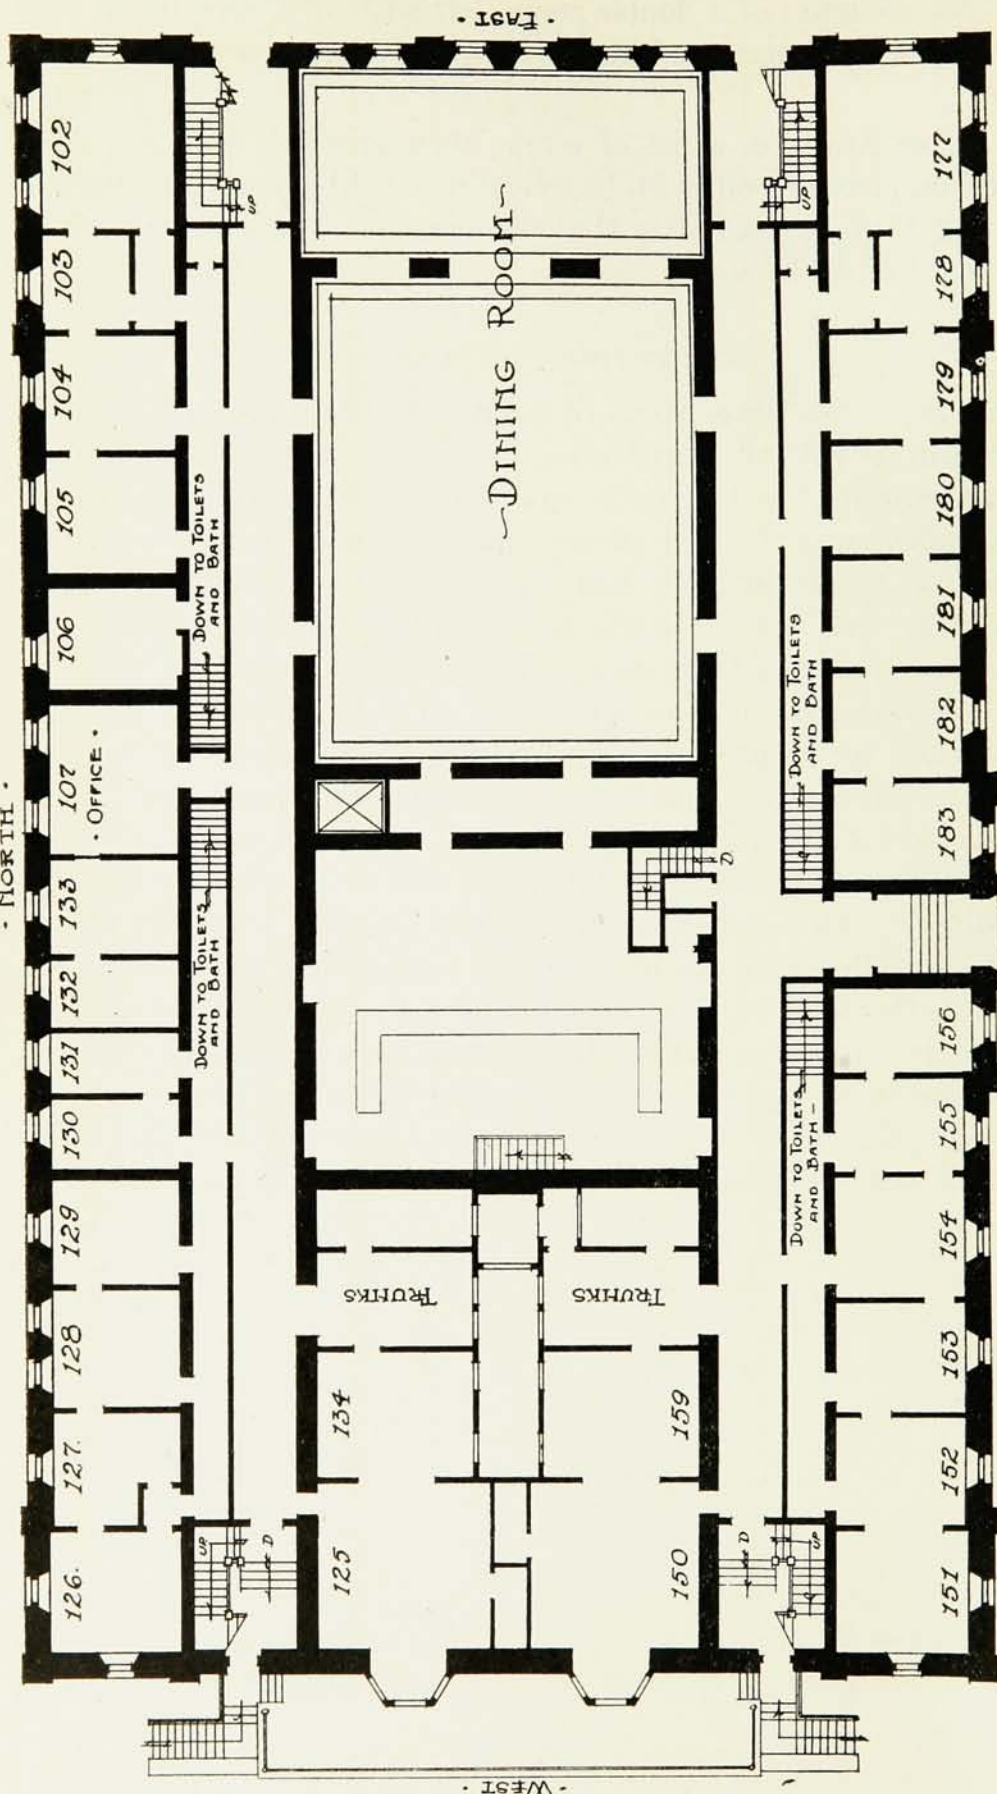 · EAST ·
· NORTH ·
· WEST ·
102
103
104
105
106
107
· OFFICE ·
133
132
131
130
129
128
127.
126.
UP
DOWN TO TOILETS
AND BATH
DOWN TO TOILETS
AND BATH
UP
D
~DINING ROOM~
D.
TRUNKS
TRUNKS
134
159
125
150
UP
DOWN TO TOILETS
AND BATH
DOWN TO TOILETS
AND BATH –
D
UP
177
178
179
180
181
182
183
156
155
154
153
152
151